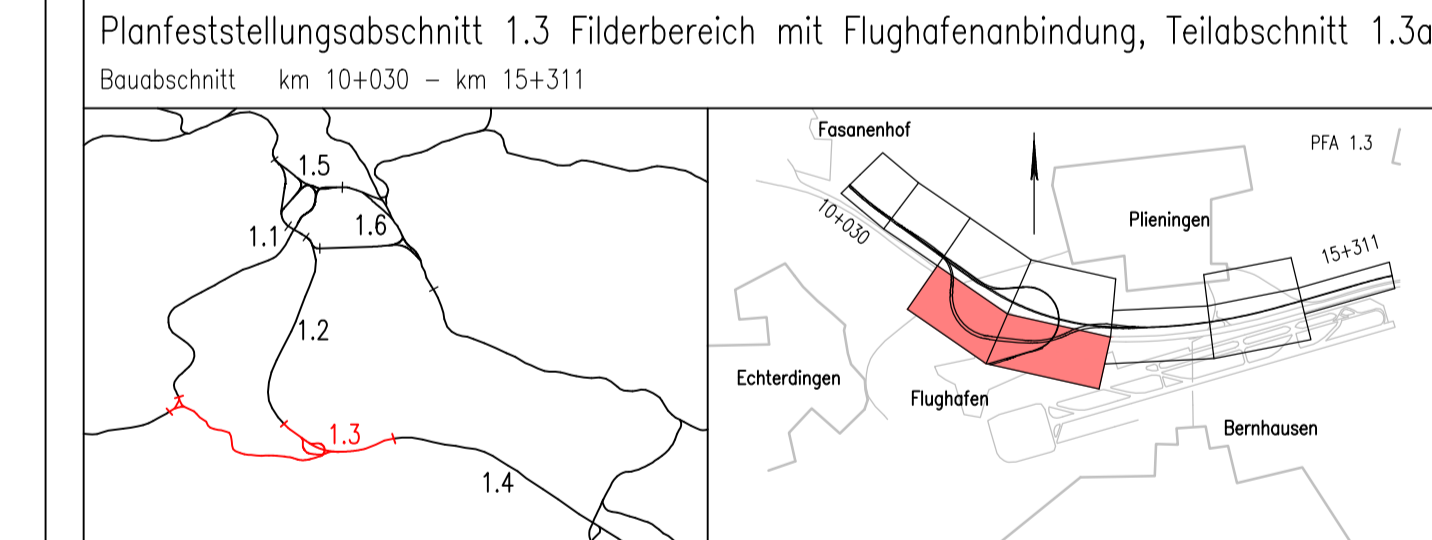 Planfeststellungsabschnitt 1.3 Filderbereich mit Flughafenanbindung, Teilabschnitt 1.3a
Bauabschnitt km 10+030 – km 15+311
1.5
1.6
1.1
1.2
1.3
1.4
Fasanenhof
PFA 1.3
10+030
Plieningen
15+311
Echterdingen
Flughafen
Bernhausen